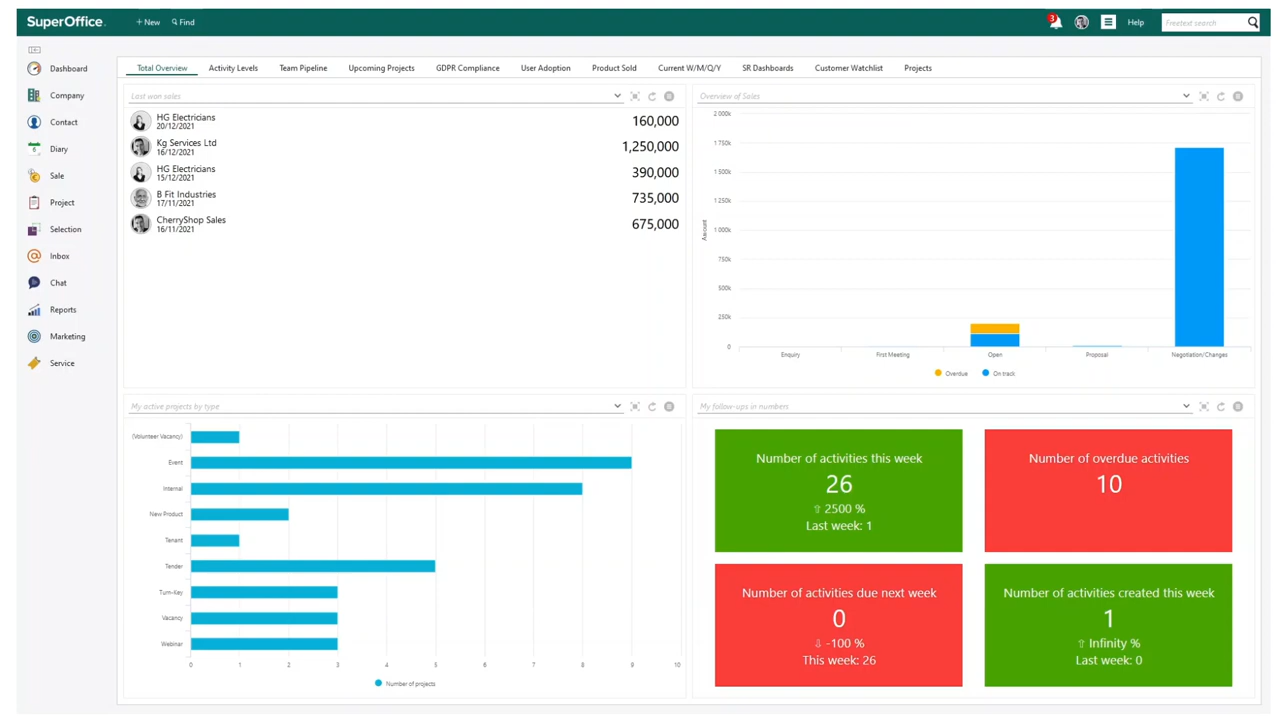 SuperOffice.
+ New
Find
3
Help
Freetext search
Dashboard
Company
Contact
6
Diary
Sale
Project
Selection
Inbox
Chat
Reports
Marketing
Service
Total Overview
Activity Levels
Team Pipeline
Upcoming Projects
GDPR Compliance
User Adoption
Product Sold
Current W/M/Q/Y
SR Dashboards
Customer Watchlist
Projects
Last won sales
HG Electricians
160,000
20/12/2021
Kg Services Ltd
1,250,000
16/12/2021
HG Electricians
390,000
15/12/2021
B Fit Industries
735,000
17/11/2021
CherryShop Sales
675,000
16/11/2021
Overview of Sales
2 000k
1 750k
1 500k
1 250k
1 000k
750k
500k
250k
0
Amount
Enquiry
First Meeting
Open
Proposal
Negotiation/Changes
Overdue
On track
My active projects by type
(Volunteer Vacancy)
Event
Internal
New Product
Tenant
Tender
Turn-Key
Vacancy
Webinar
0 1 2 3 4 5 6 7 8 9 10
Number of projects
My follow-ups in numbers
Number of activities this week
26
⇧ 2500 %
Last week: 1
Number of overdue activities
10
Number of activities due next week
0
⇩ -100 %
This week: 26
Number of activities created this week
1
⇧ Infinity %
Last week: 0